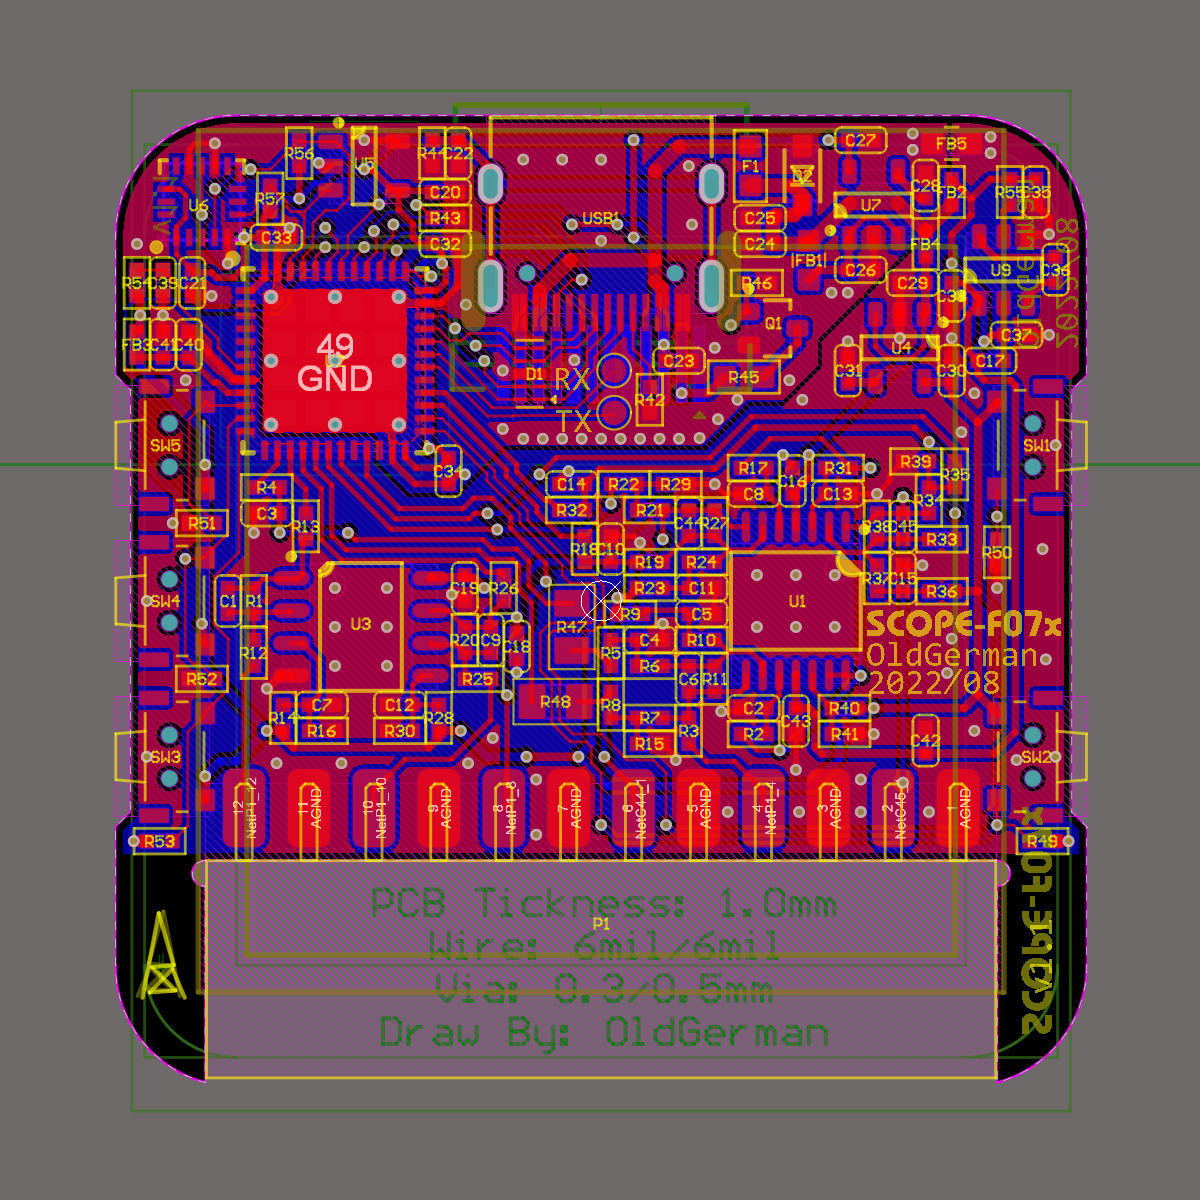 R56
U5
R44
C22
F1
D2
C27
FB5
C20
C28
FB2
R55
C35
U6
R57
R43
USB1
C25
U7
C33
C32
C24
FB4
2023/08
R54
C39
C21
R46
FB1
C26
C29
U9
C36
Q1
C37
FB3
C41
C40
49
GND
RX
TX
D1
C23
R42
R45
C31
U4
C30
C17
SW5
C34
SW1
R4
C14
R22
R29
R17
C16
R31
R39
R35
C3
R13
R32
R21
C8
C13
R34
R51
C44
R27
R38
C45
R33
R50
R18
C10
R19
R24
R23
C11
R37
C15
R36
SW4
C1
R1
U3
C19
R26
R47
R9
C5
U1
SCOPE-F07x
OldGerman
2022/08
R12
R20
C9
C18
R5
C4
R10
R6
R52
R25
C6
R11
R14
C7
C12
R28
R48
R8
R7
R3
C2
C43
R40
R16
R30
R15
R2
R41
C42
SW3
SW2
12
11 AGND
10 NetP1_10
9 AGND
8
7 AGND
6 NetC44_1
5 AGND
4 NetP1_4
3 AGND
2
1 AGND
R53
R49
PCB Tickness: 1.0mm
P1
Wire: 6mil/6mil
Via: 0.3/0.5mm
Draw By: OldGerman
SCOPE-F07x
V1.1